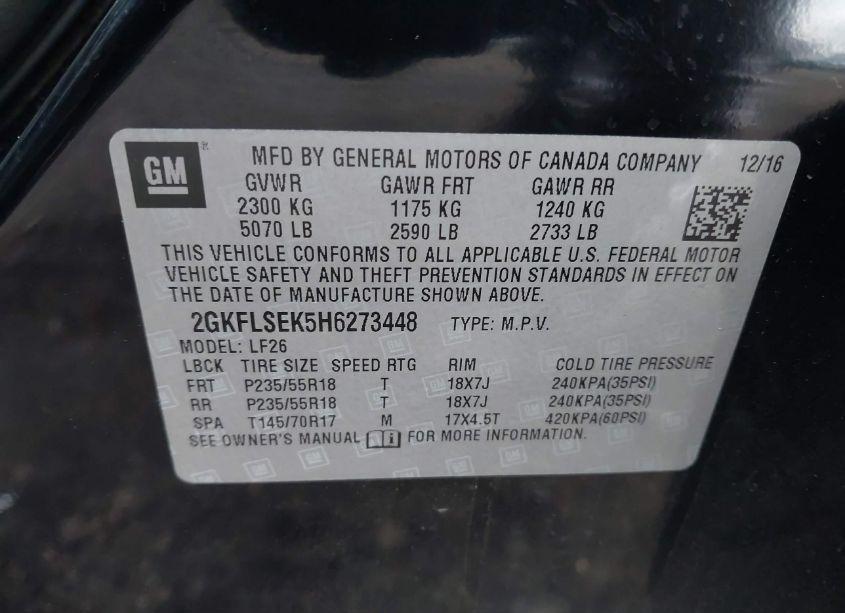 GM MFD BY GENERAL MOTORS OF CANADA COMPANY 12/16
GVWR GAWR FRT GAWR RR
2300 KG 1175 KG 1240 KG
5070 LB 2590 LB 2733 LB
THIS VEHICLE CONFORMS TO ALL APPLICABLE U.S. FEDERAL MOTOR
VEHICLE SAFETY AND THEFT PREVENTION STANDARDS IN EFFECT ON
THE DATE OF MANUFACTURE SHOWN ABOVE.
2GKFLSEK5H6273448 TYPE: M.P.V.
MODEL: LF26
LBCK TIRE SIZE SPEED RTG RIM COLD TIRE PRESSURE
FRT P235/55R18 T 18X7J 240KPA(35PSI)
RR P235/55R18 T 18X7J 240KPA(35PSI)
SPA T145/70R17 M 17X4.5T 420KPA(60PSI)
SEE OWNER'S MANUAL FOR MORE INFORMATION.